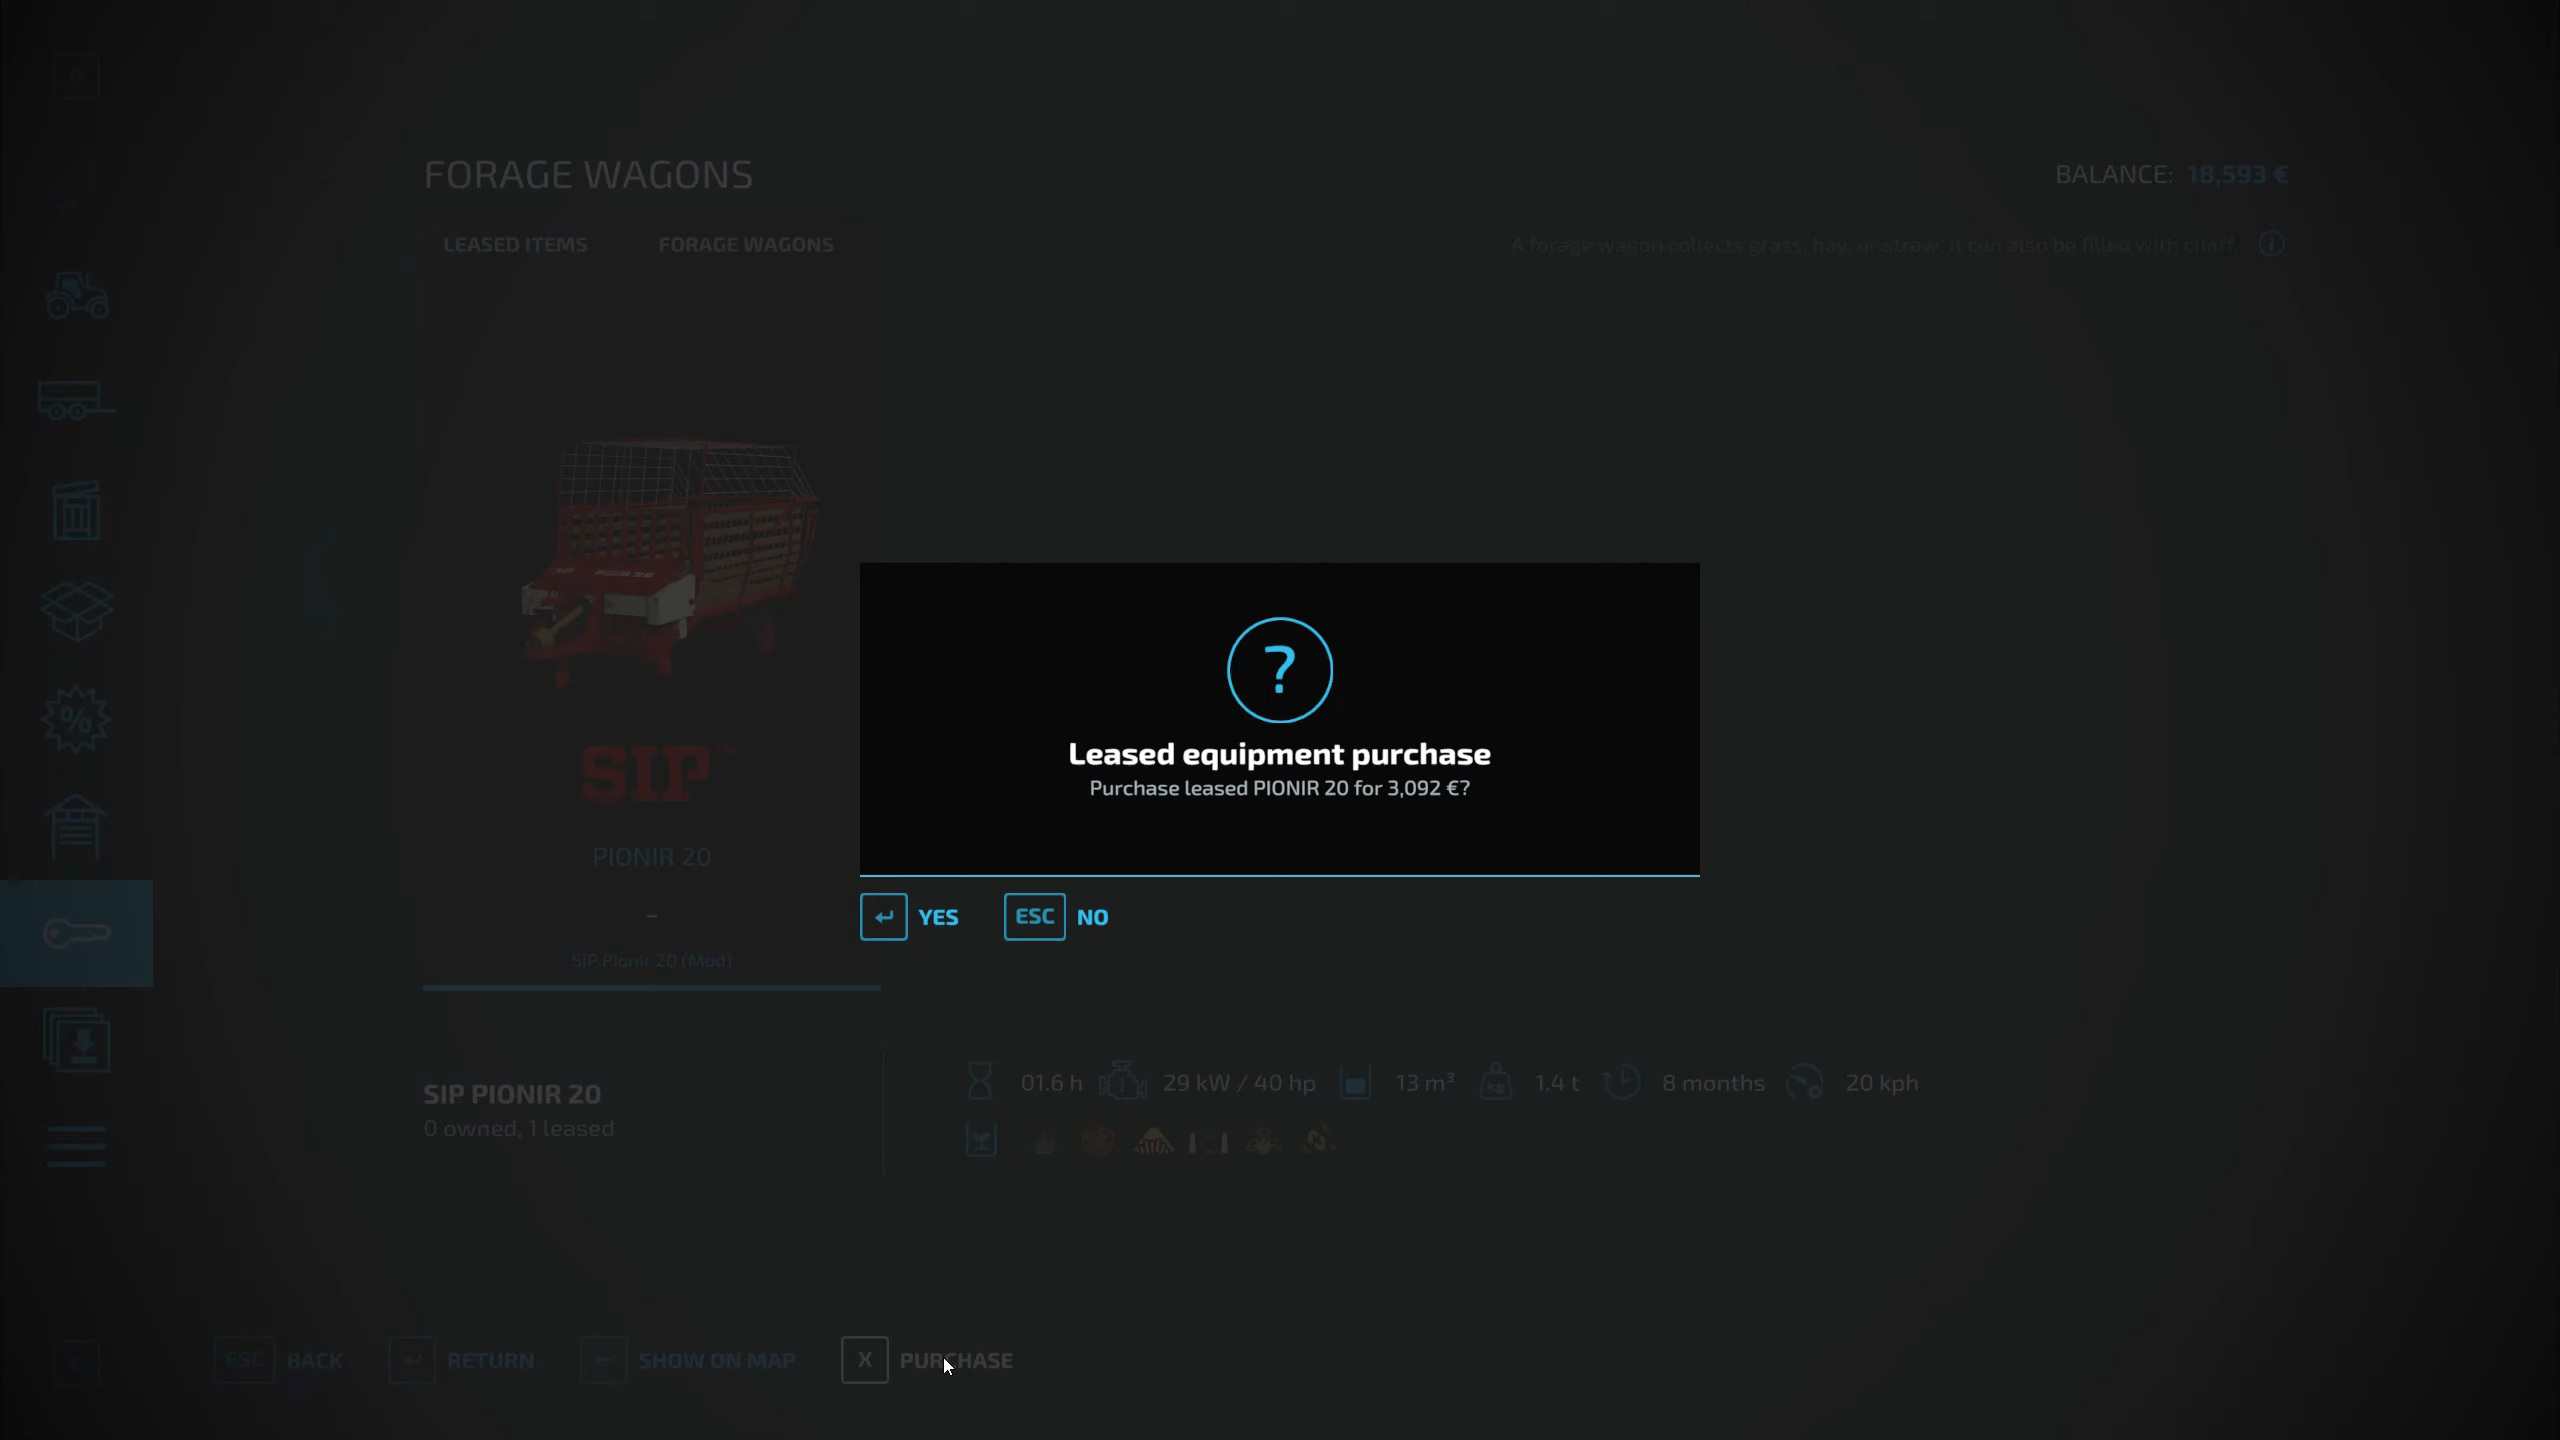 FORAGE WAGONS
BALANCE: 18,593 €
LEASED ITEMS
FORAGE WAGONS
A forage wagon collects grass, hay, or straw. It can also be filled with chaff.
SIP
PIONIR 20
–
SIP Pionir 20 (Mod)
?
Leased equipment purchase
Purchase leased PIONIR 20 for 3,092 €?
YES
ESC NO
SIP PIONIR 20
0 owned, 1 leased
01.6 h
29 kW / 40 hp
13 m³
1.4 t
8 months
20 kph
ESC BACK
RETURN
SHOW ON MAP
X PURCHASE